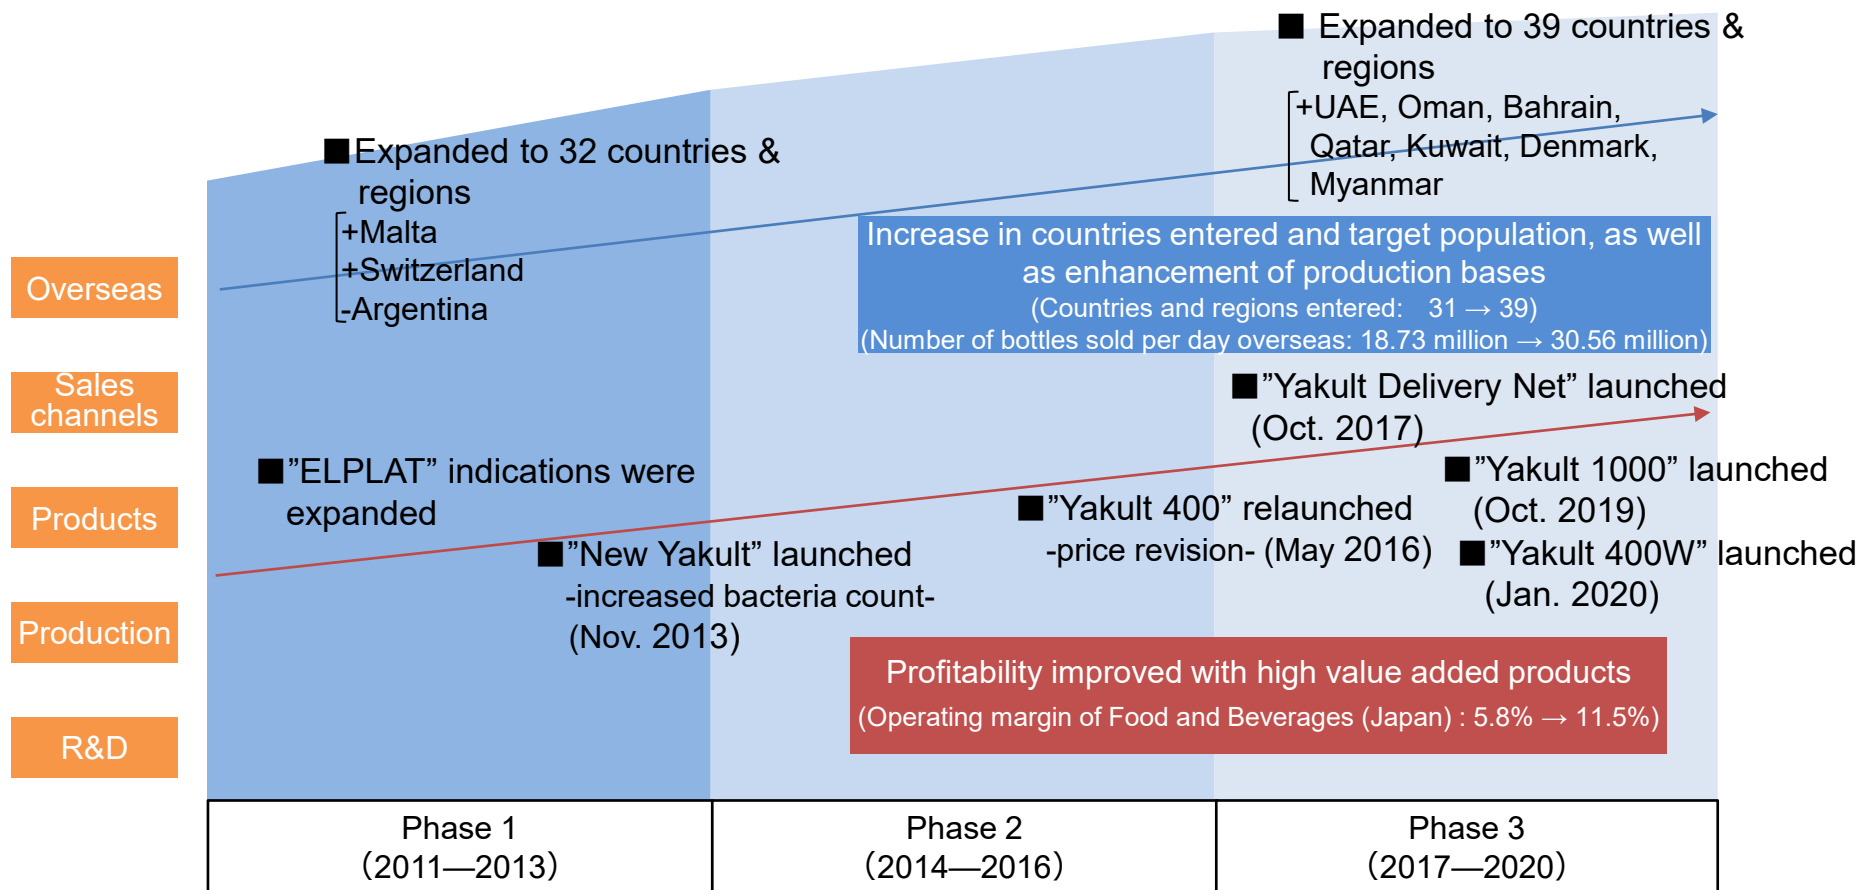 ■ Expanded to 39 countries &
regions
+UAE, Oman, Bahrain,
Qatar, Kuwait, Denmark,
Myanmar
■Expanded to 32 countries &
regions
+Malta
+Switzerland
-Argentina
Increase in countries entered and target population, as well
as enhancement of production bases
(Countries and regions entered: 31 → 39)
(Number of bottles sold per day overseas: 18.73 million → 30.56 million)
Overseas
Sales
channels
■”Yakult Delivery Net” launched
(Oct. 2017)
■”ELPLAT” indications were
expanded
■”Yakult 1000” launched
(Oct. 2019)
Products
■”Yakult 400” relaunched
-price revision- (May 2016)
■”New Yakult” launched
-increased bacteria count-
(Nov. 2013)
■”Yakult 400W” launched
(Jan. 2020)
Production
Profitability improved with high value added products
(Operating margin of Food and Beverages (Japan) : 5.8% → 11.5%)
R&D
Phase 1
（2011—2013）
Phase 2
（2014—2016）
Phase 3
（2017—2020）